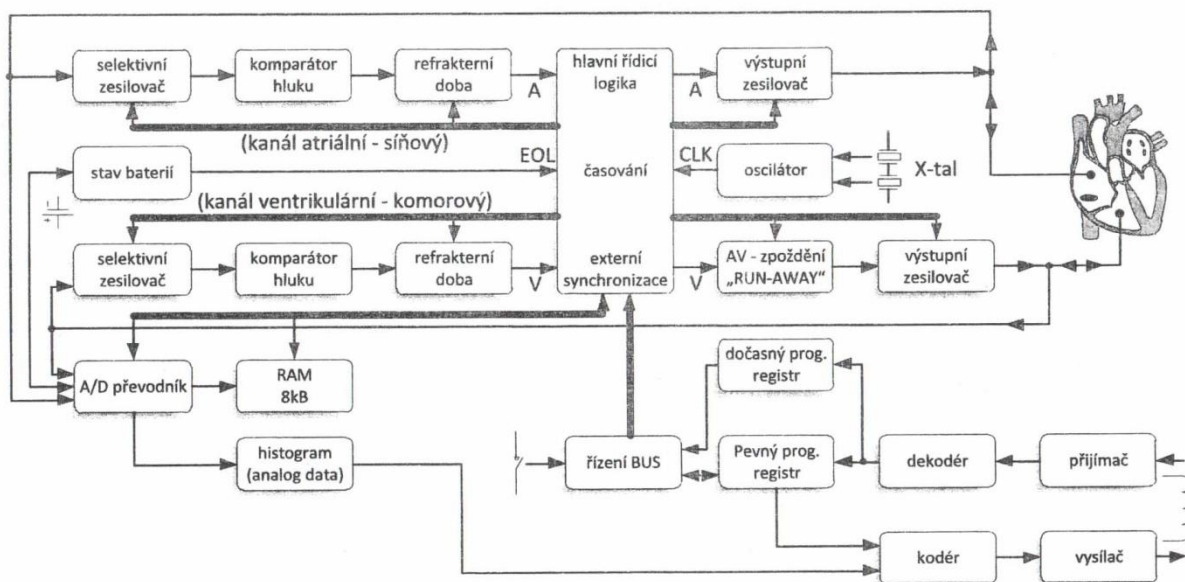 selektivní
zesilovač
komparátor
hluku
refrakterní
doba
A
hlavní řídicí
logika
A
výstupní
zesilovač
(kanál atriální - síňový)
stav baterií
EOL
časování
CLK
oscilátor
X-tal
(kanál ventrikulární - komorový)
selektivní
zesilovač
komparátor
hluku
refrakterní
doba
V
externí
synchronizace
V
AV - zpoždění
„RUN-AWAY“
výstupní
zesilovač
A/D převodník
RAM
8kB
dočasný prog.
registr
histogram
(analog data)
řízení BUS
Pevný prog.
registr
dekodér
přijímač
kodér
vysílač